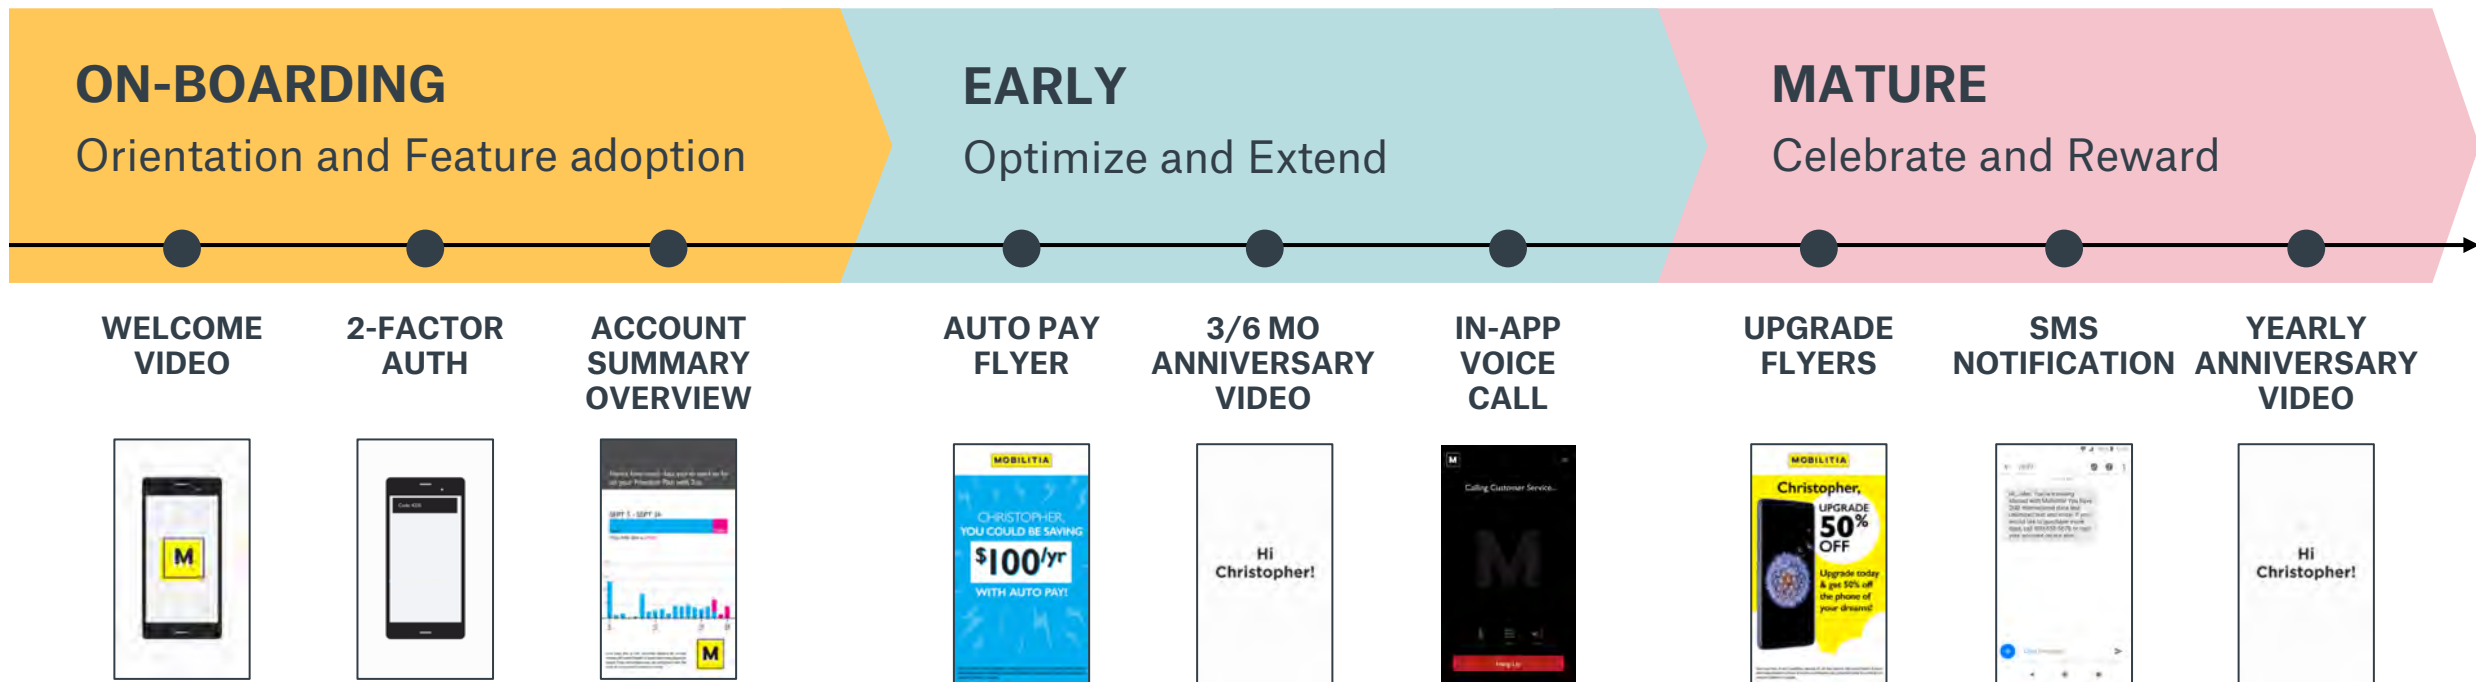 ON-BOARDING
Orientation and Feature adoption
EARLY
Optimize and Extend
MATURE
Celebrate and Reward
WELCOME
VIDEO
2-FACTOR
AUTH
ACCOUNT
SUMMARY
OVERVIEW
AUTO PAY
FLYER
3/6 MO
ANNIVERSARY
VIDEO
IN-APP
VOICE
CALL
UPGRADE
FLYERS
SMS
NOTIFICATION
YEARLY
ANNIVERSARY
VIDEO
M
M
MOBILITIA
CHRISTOPHER,
YOU COULD BE SAVING
$100/yr
WITH AUTO PAY!
Hi
Christopher!
M
Calling Customer Service...
M
Hang Up
MOBILITIA
Christopher,
UPGRADE
50%
OFF
Upgrade today
& get 50% off
the phone of
your dreams!
Hi
Christopher!